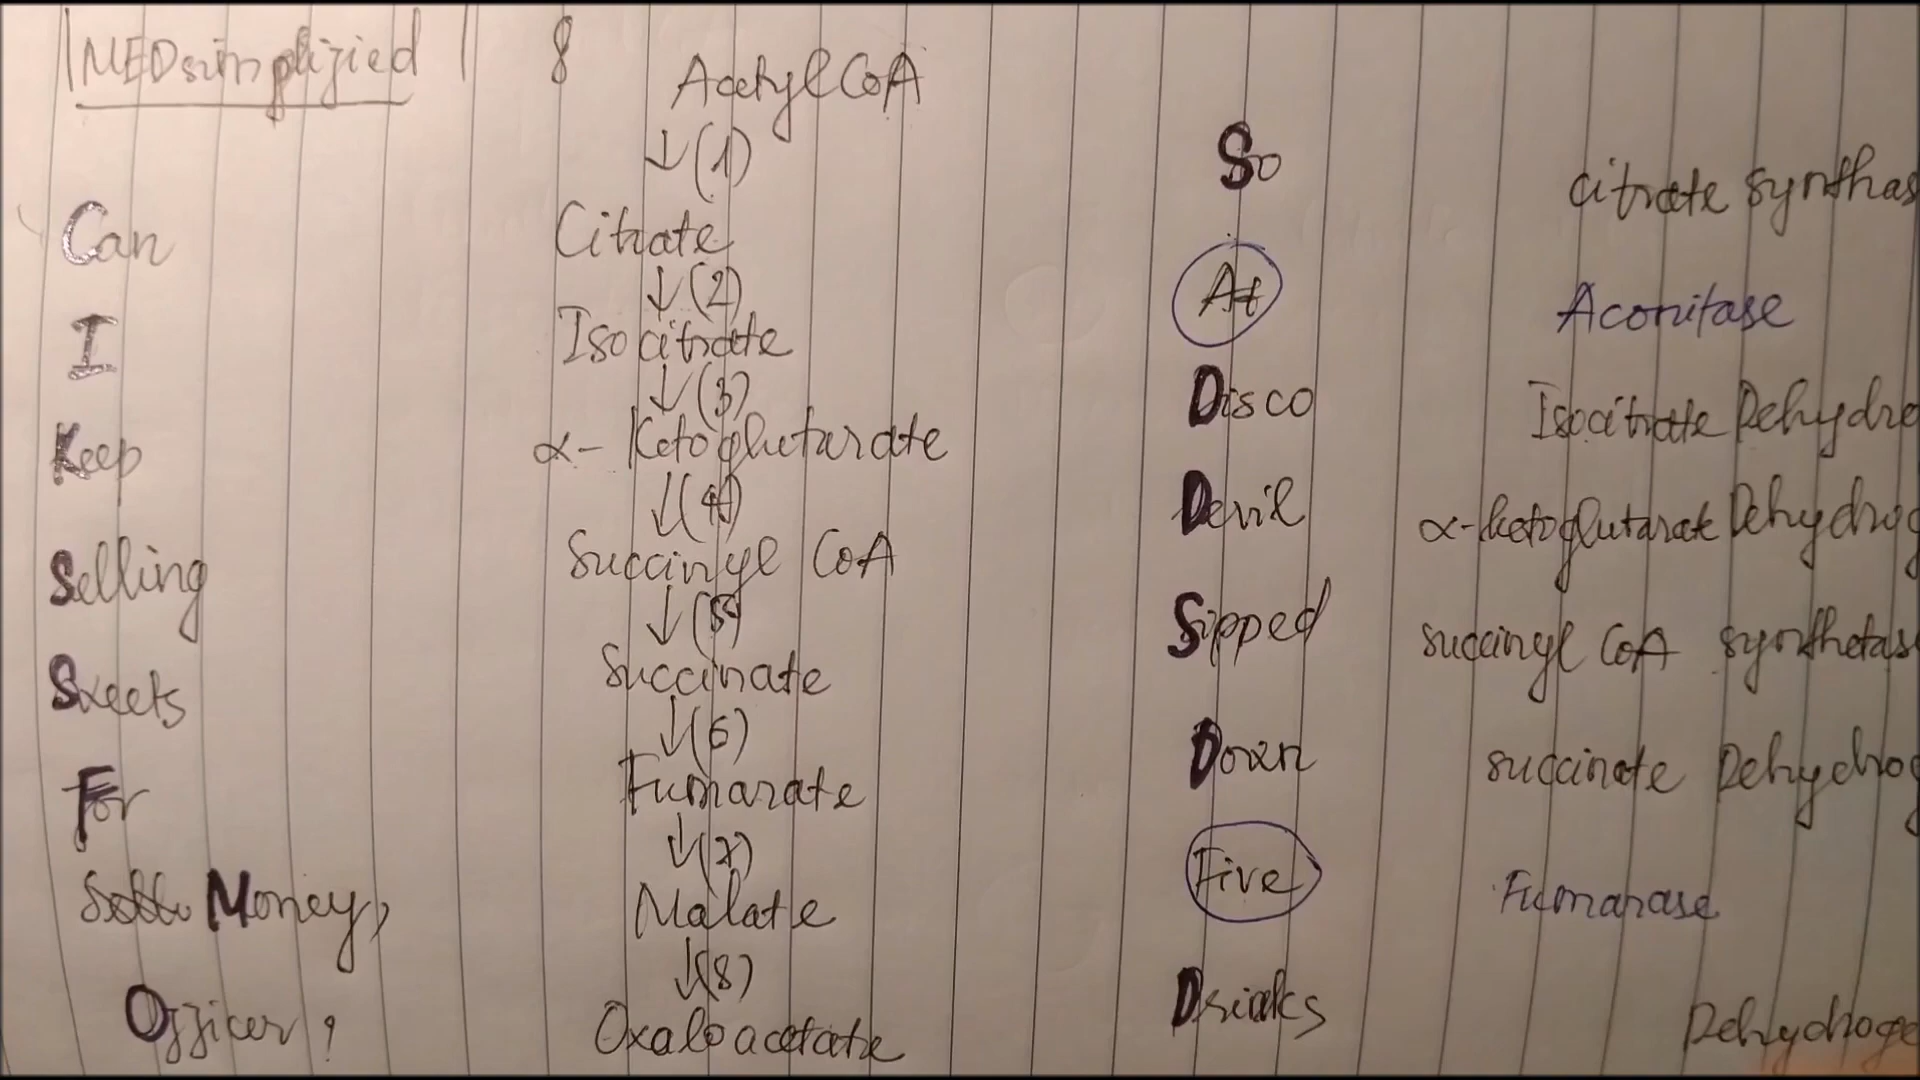 MEDsimplified 8 Acetyl CoA
↓ (1) So citrate synthas
Can Citrate
↓ (2) At Aconitase
I Isocitrate
↓ (3) Disco Isocitrate Dehydro
Keep α- Ketoglutarate
↓ (4) Devil α-ketoglutarate Dehydrog
Selling Succinyl CoA
↓ (5) Sipped succinyl CoA synthetas
Sweets Succinate
↓ (6) Down succinate Dehydrog
For Fumarate
↓ (7) Five Fumarase
Money, Malate
↓ (8) Drinks Dehydroge
Officer? Oxaloacetate